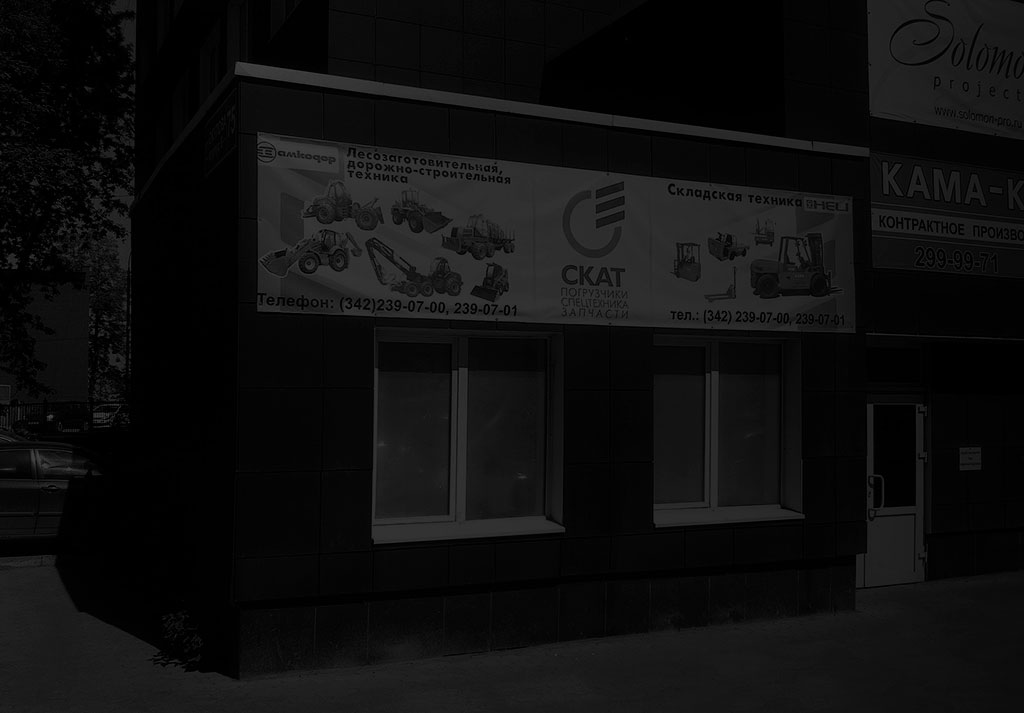 Амкодор
Лесозаготовительная,
дорожно-строительная
техника
Телефон: (342)239-07-00, 239-07-01
СКАТ
ПОГРУЗЧИКИ
СПЕЦТЕХНИКА
ЗАПЧАСТИ
Складская техника HELI
тел.: (342) 239-07-00, 239-07-01
Solomo
project
www.solomon-pro.ru
КАМА-К
КОНТРАКТНОЕ ПРОИЗВО
299-99-71